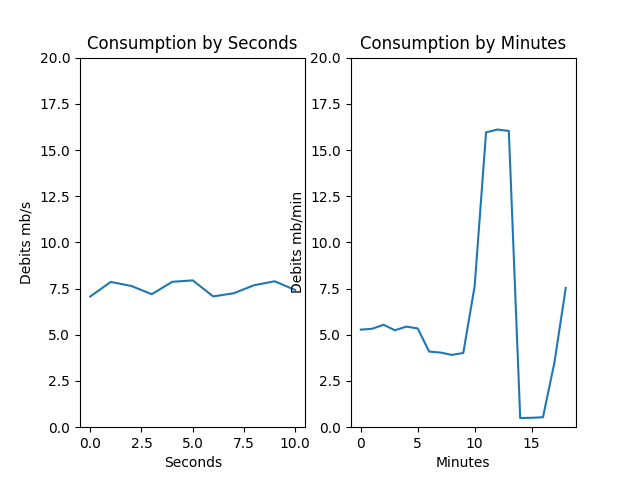 Consumption by Seconds
20.0
17.5
15.0
12.5
10.0
7.5
5.0
2.5
0.0
Debits mb/s
0.0 2.5 5.0 7.5 10.0
Seconds
Consumption by Minutes
20.0
17.5
15.0
12.5
10.0
7.5
5.0
2.5
0.0
Debits mb/min
0 5 10 15
Minutes